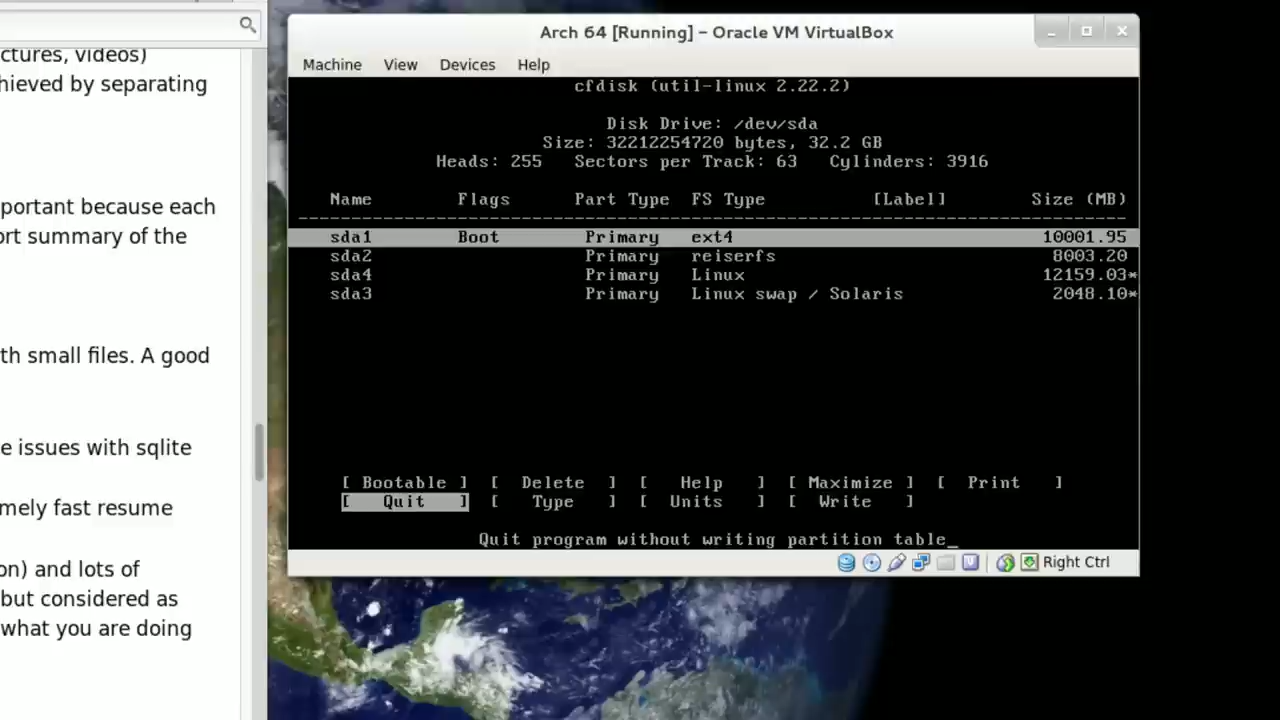 ctures, videos)
hieved by separating
portant because each
ort summary of the
th small files. A good
e issues with sqlite
mely fast resume
on) and lots of
but considered as
what you are doing
Arch 64 [Running] – Oracle VM VirtualBox
Machine View Devices Help
cfdisk (util-linux 2.22.2)
Disk Drive: /dev/sda
Size: 32212254720 bytes, 32.2 GB
Heads: 255 Sectors per Track: 63 Cylinders: 3916
Name Flags Part Type FS Type [Label] Size (MB)
sda1 Boot Primary ext4 10001.95
sda2 Primary reiserfs 8003.20
sda4 Primary Linux 12159.03*
sda3 Primary Linux swap / Solaris 2048.10*
[ Bootable ] [ Delete ] [ Help ] [ Maximize ] [ Print ]
[ Quit ] [ Type ] [ Units ] [ Write ]
Quit program without writing partition table_
Right Ctrl